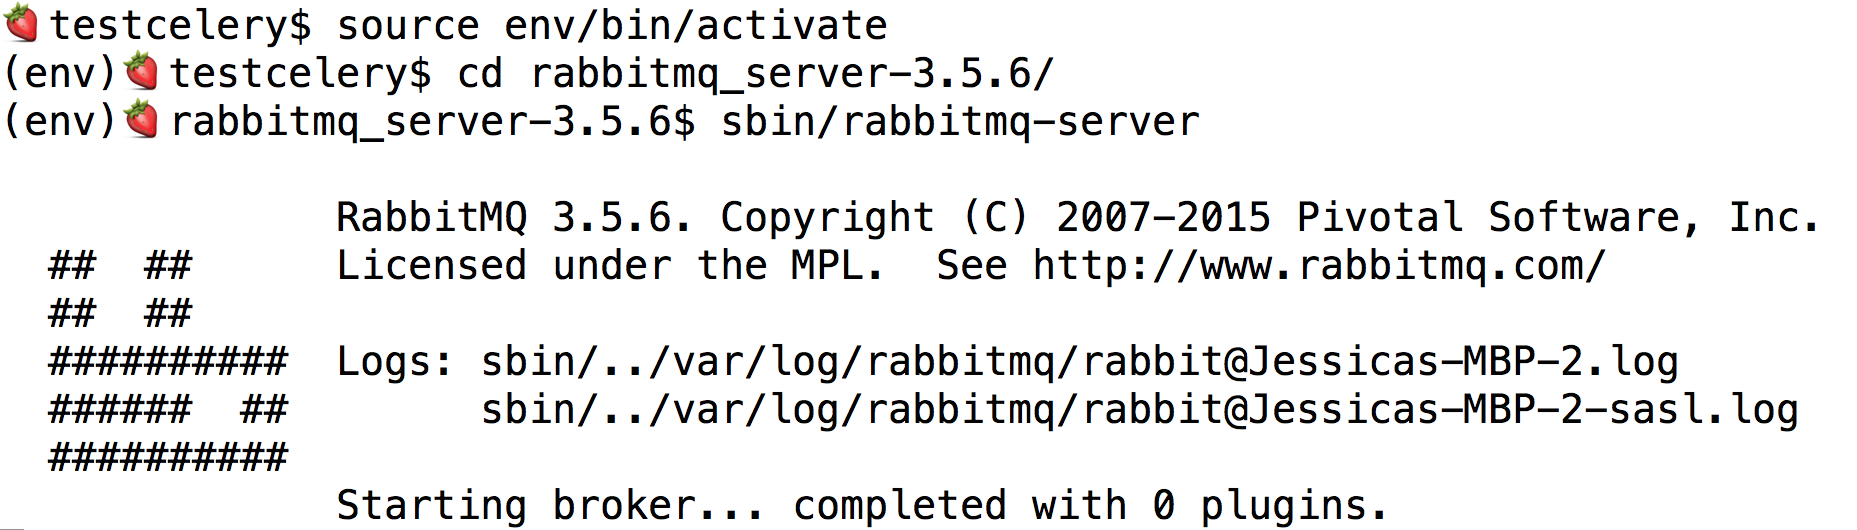 🍓testcelery$ source env/bin/activate
(env)🍓testcelery$ cd rabbitmq_server-3.5.6/
(env)🍓rabbitmq_server-3.5.6$ sbin/rabbitmq-server

              RabbitMQ 3.5.6. Copyright (C) 2007-2015 Pivotal Software, Inc.
  ##  ##      Licensed under the MPL.  See http://www.rabbitmq.com/
  ##  ##
  ##########  Logs: sbin/../var/log/rabbitmq/rabbit@Jessicas-MBP-2.log
  ######  ##        sbin/../var/log/rabbitmq/rabbit@Jessicas-MBP-2-sasl.log
  ##########
              Starting broker... completed with 0 plugins.